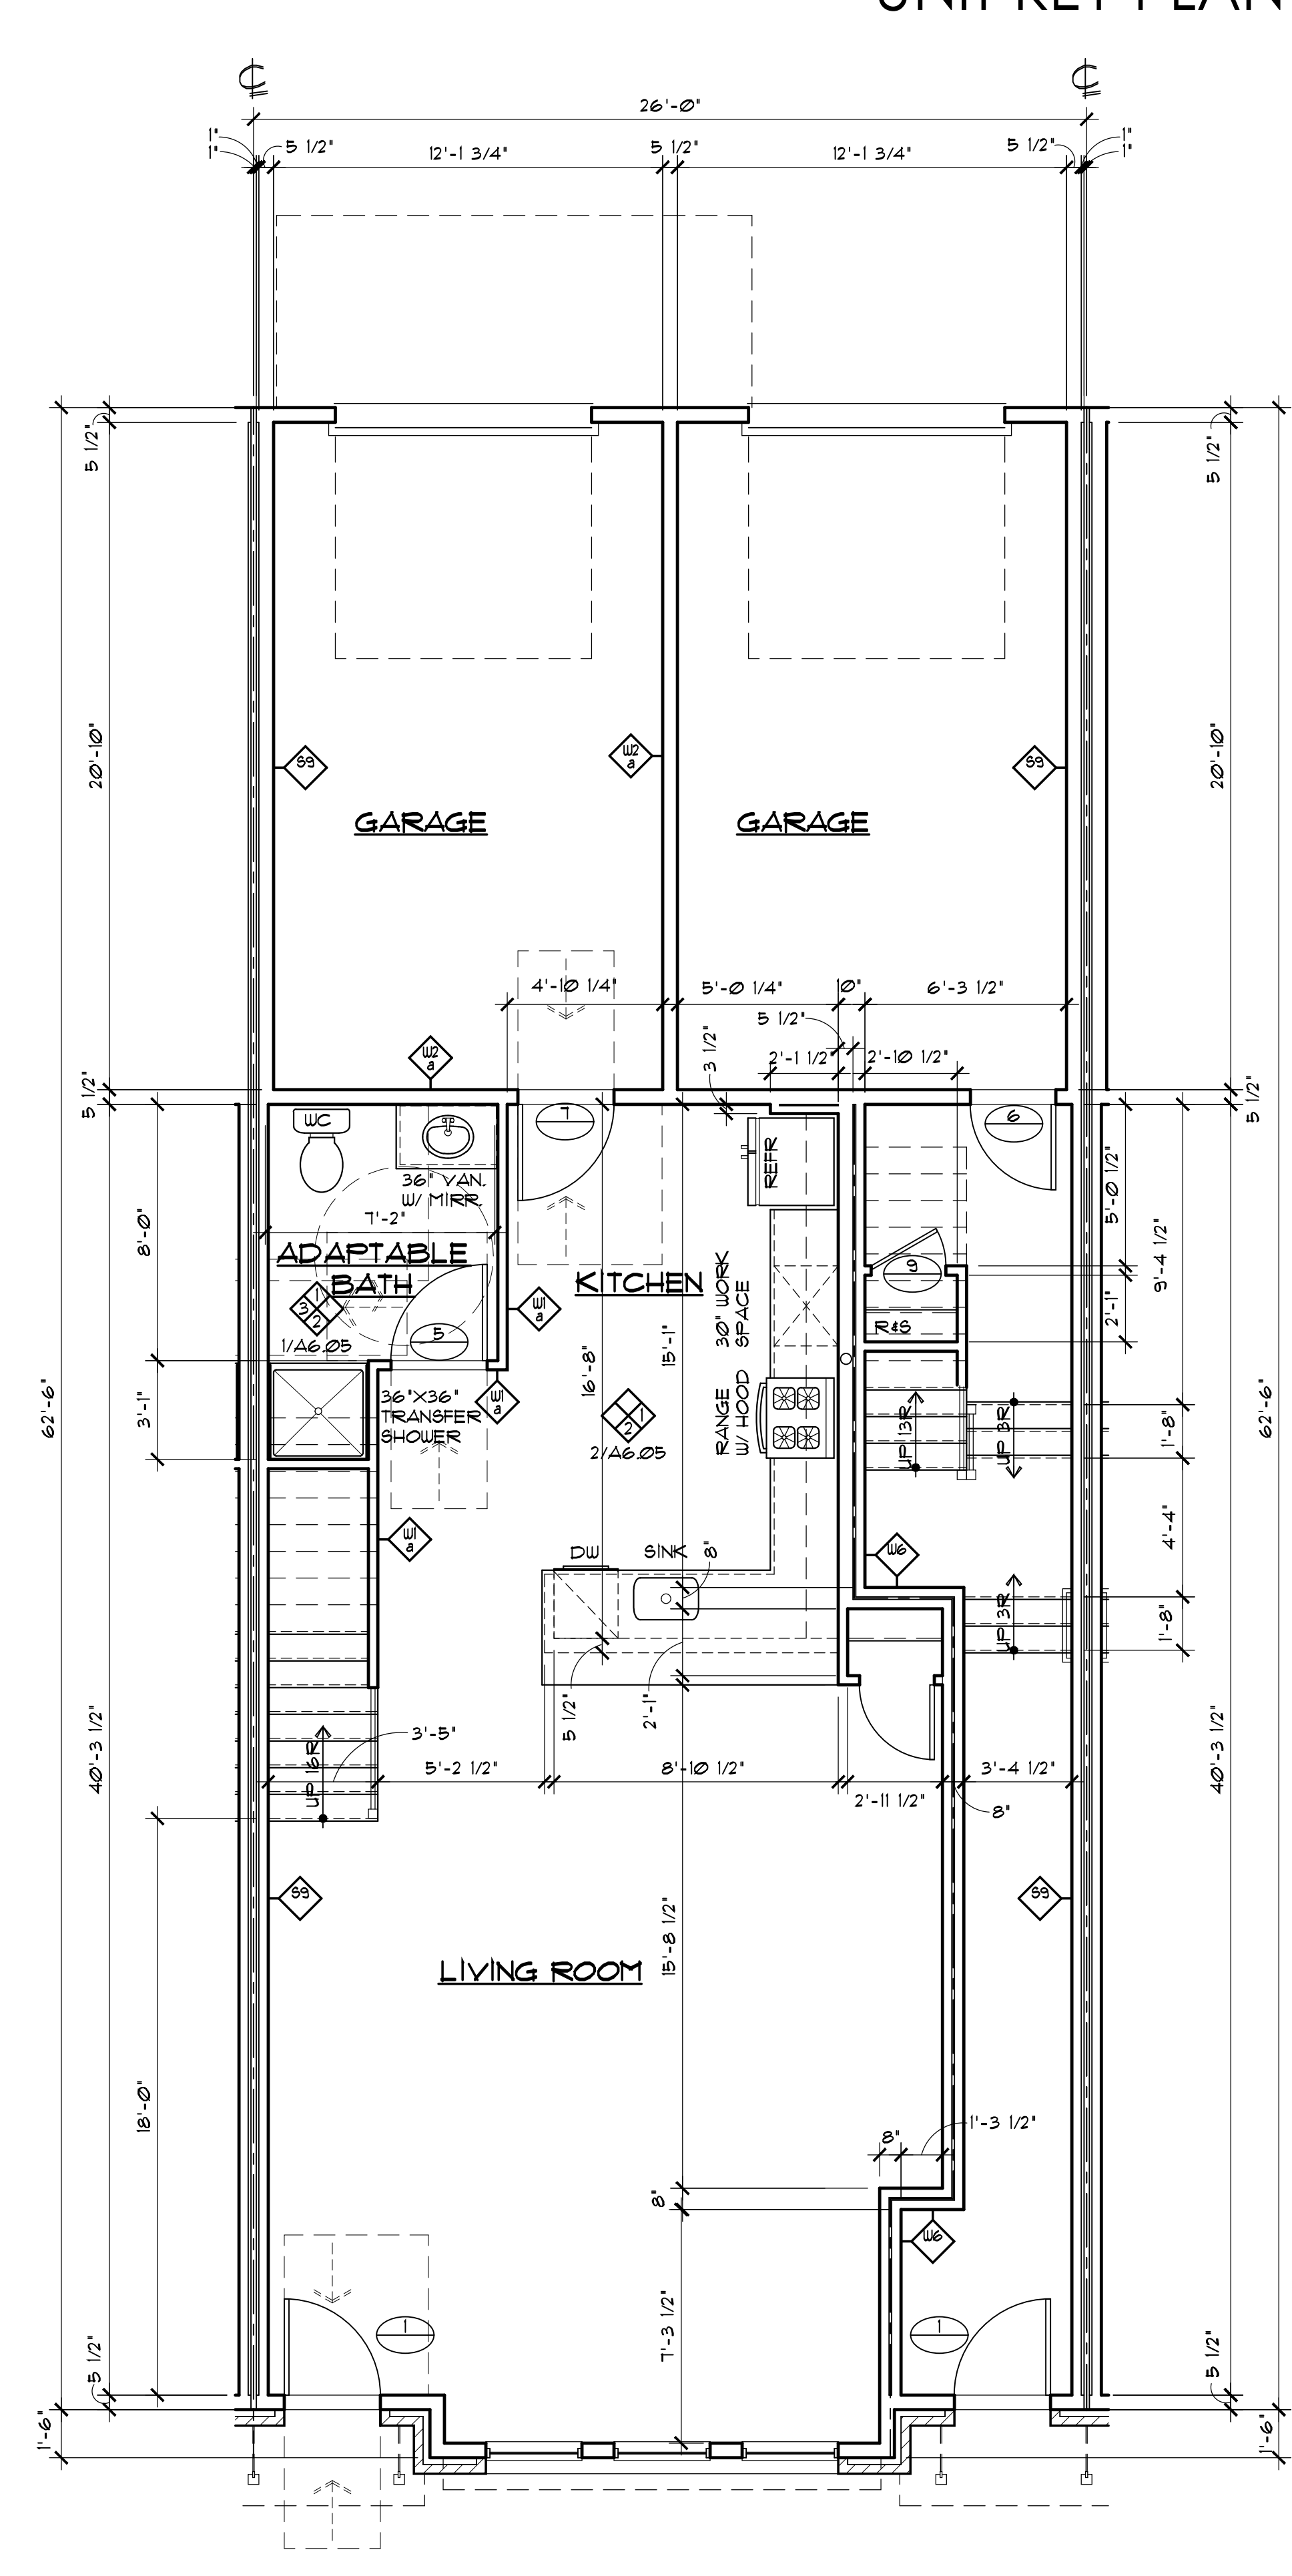 UNIT KEY PLAN
℄
℄
26'-0"
1"
1"
5 1/2"
12'-1 3/4"
5 1/2"
12'-1 3/4"
5 1/2"
1"
1"
5 1/2"
5 1/2"
20'-10"
S9
W2
a
S9
20'-10"
GARAGE
GARAGE
4'-10 1/4"
5'-0 1/4"
10"
6'-3 1/2"
5 1/2"
W2
a
3 1/2"
2'-1 1/2"
2'-10 1/2"
5 1/2"
5 1/2"
WC
7
6
REFR
36" VAN.
W/ MIRR.
7'-2"
8'-0"
5'-0 1/2"
9'-4 1/2"
ADAPTABLE
BATH
KITCHEN
30" WORK
SPACE
9
2'-1"
1
3
2
W1
a
R&S
1/A6.05
5
15'-1"
16'-8"
62'-6"
62'-6"
3'-1"
36"X36"
TRANSFER
SHOWER
W1
a
1
2
2/A6.05
RANGE
W/ HOOD
UP 13R
UP 3R
1'-8"
W1
a
DW
SINK
8"
W6
4'-4"
UP 3R
1'-8"
5 1/2"
2'-1"
40'-3 1/2"
40'-3 1/2"
UP 16R
3'-5"
5'-2 1/2"
8'-10 1/2"
2'-11 1/2"
3'-4 1/2"
8"
S9
S9
15'-8 1/2"
LIVING ROOM
18'-0"
8"
1'-3 1/2"
8"
W6
1
1
7'-3 1/2"
5 1/2"
5 1/2"
1'-6"
1'-6"